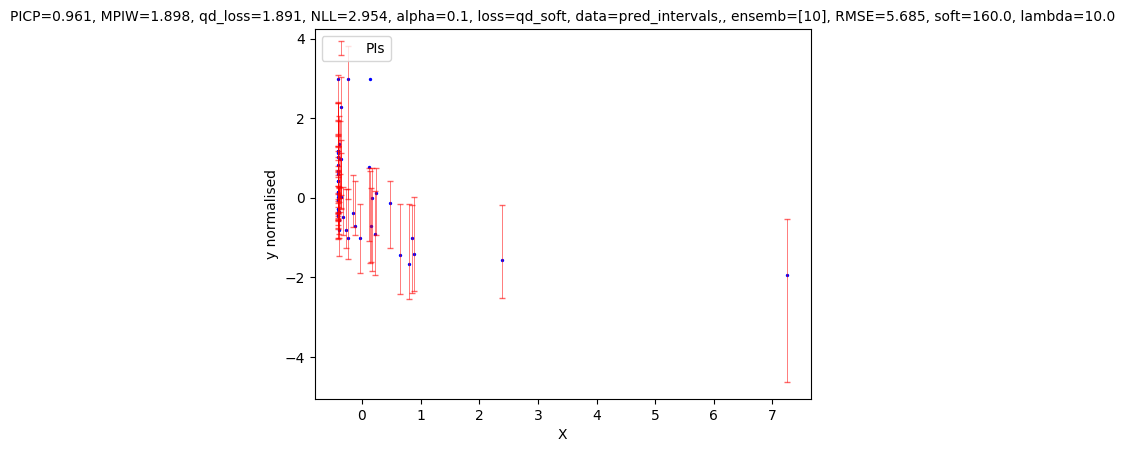 PICP=0.961, MPIW=1.898, qd_loss=1.891, NLL=2.954, alpha=0.1, loss=qd_soft, data=pred_intervals,, ensemb=[10], RMSE=5.685, soft=160.0, lambda=10.0
PIs
4
2
0
−2
−4
y normalised
0 1 2 3 4 5 6 7
X